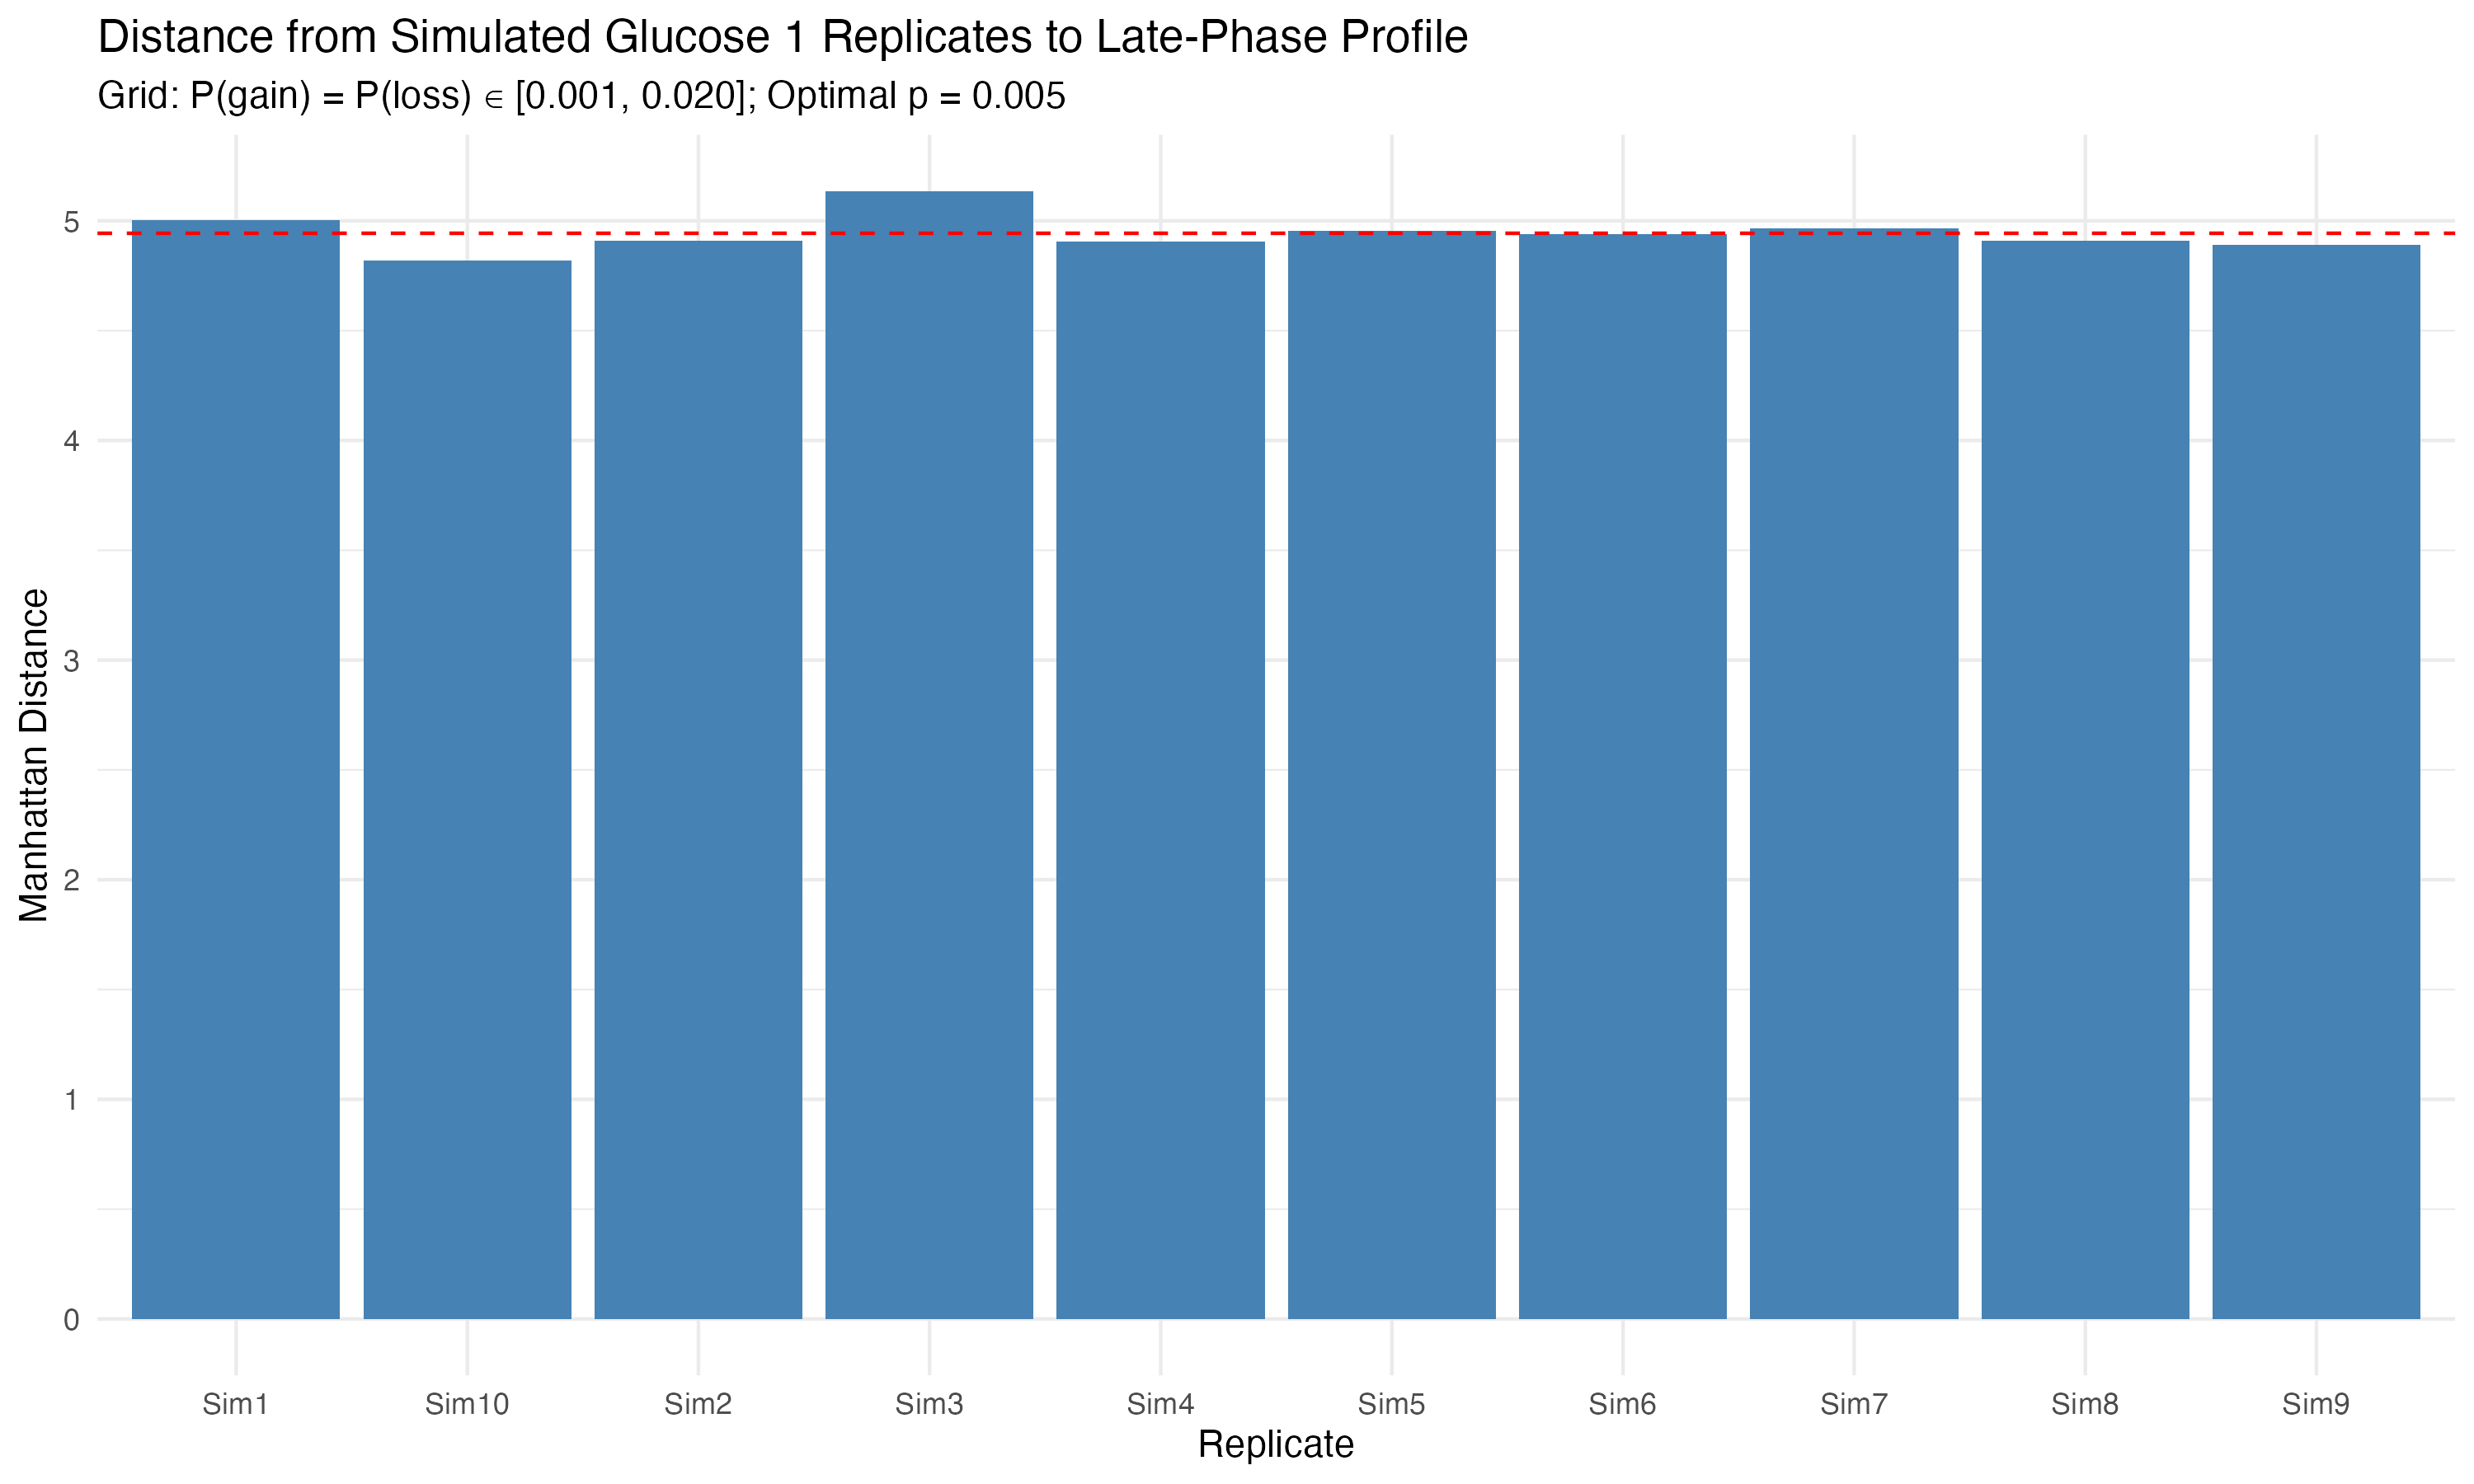 Distance from Simulated Glucose 1 Replicates to Late-Phase Profile
Grid: P(gain) = P(loss) ∈ [0.001, 0.020]; Optimal p = 0.005
Manhattan Distance
5
4
3
2
1
0
Sim1 Sim10 Sim2 Sim3 Sim4 Sim5 Sim6 Sim7 Sim8 Sim9
Replicate